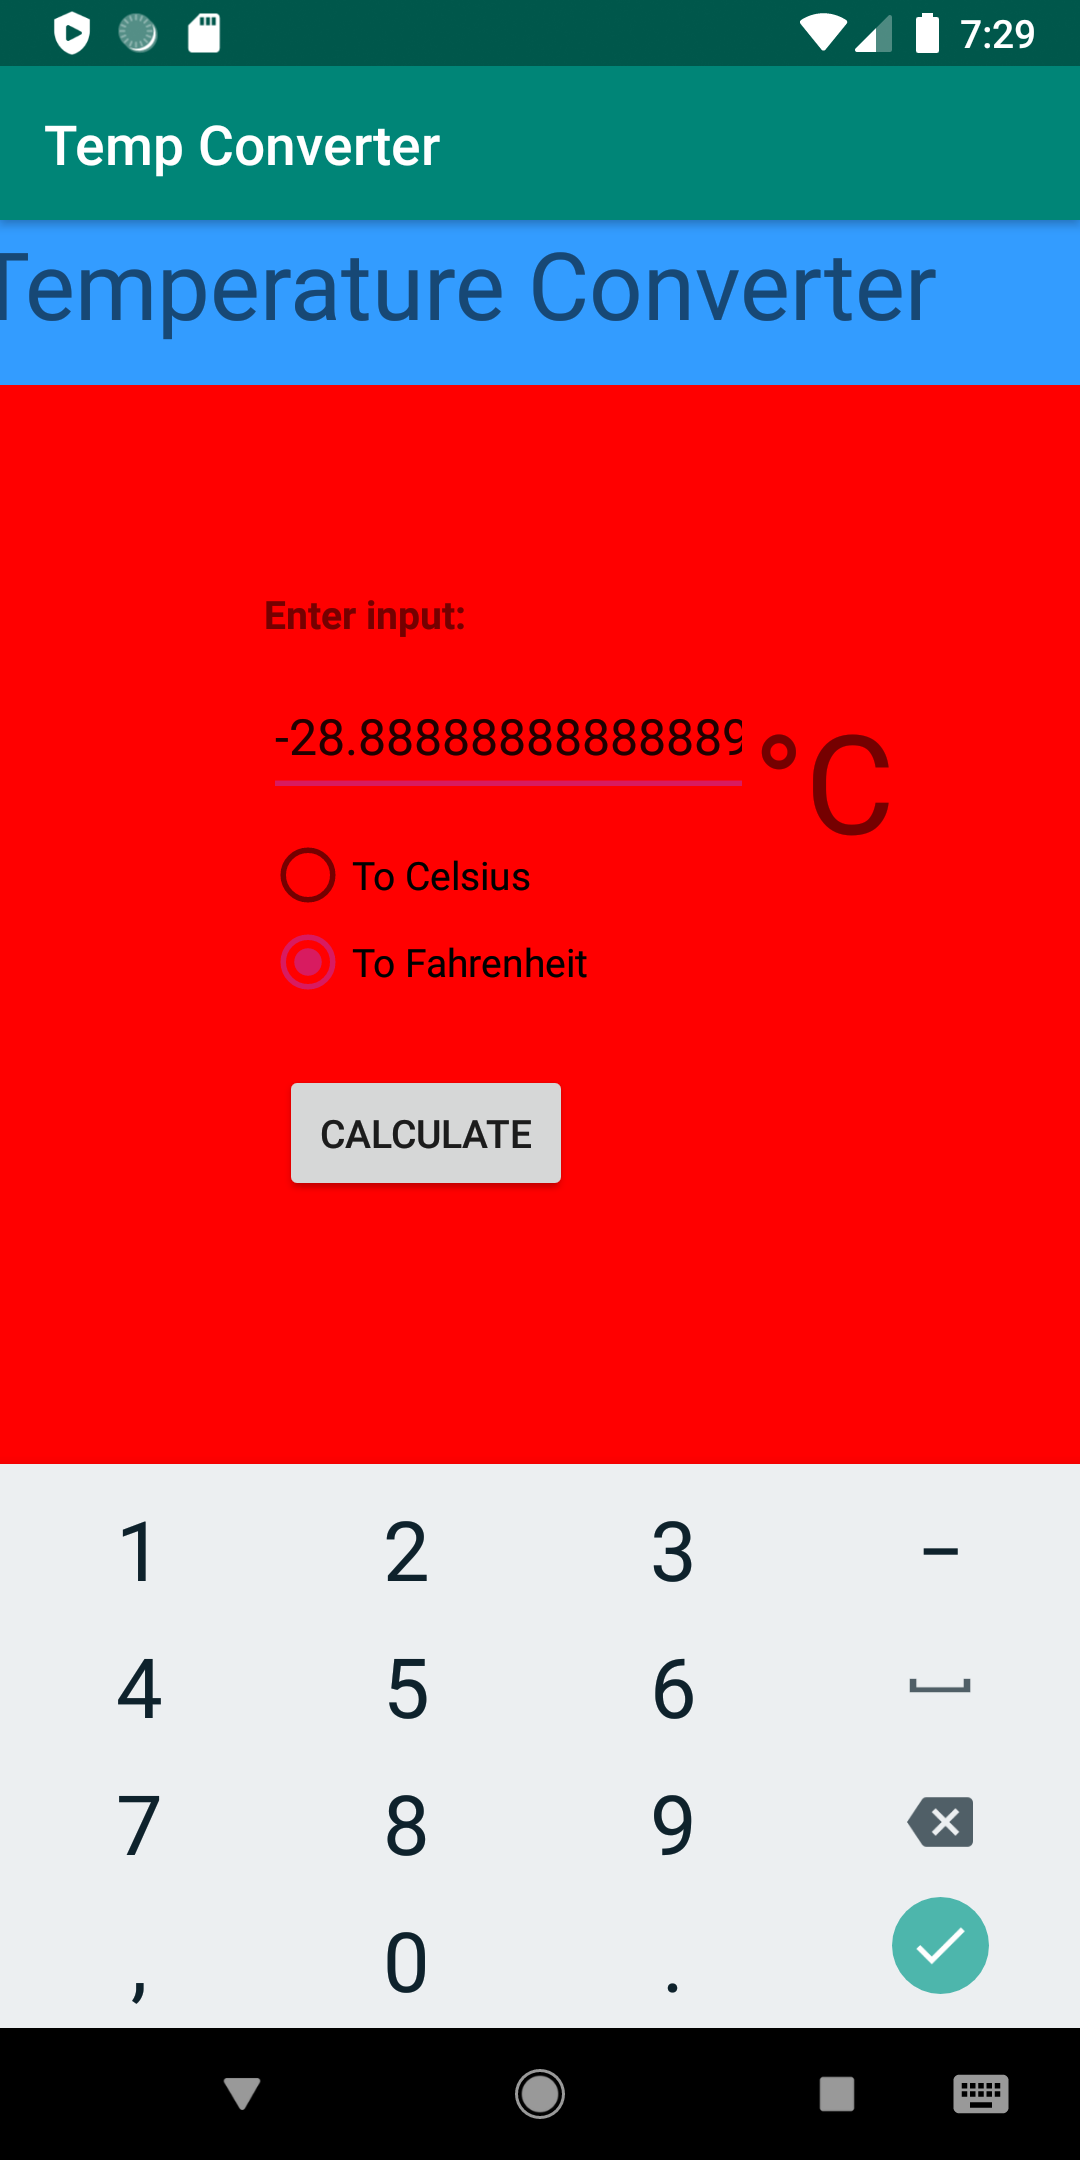 7:29
Temp Converter
Temperature Converter
Enter input:
-28.88888888888889
°C
To Celsius
To Fahrenheit
CALCULATE
1 2 3 –
4 5 6
7 8 9
, 0 .